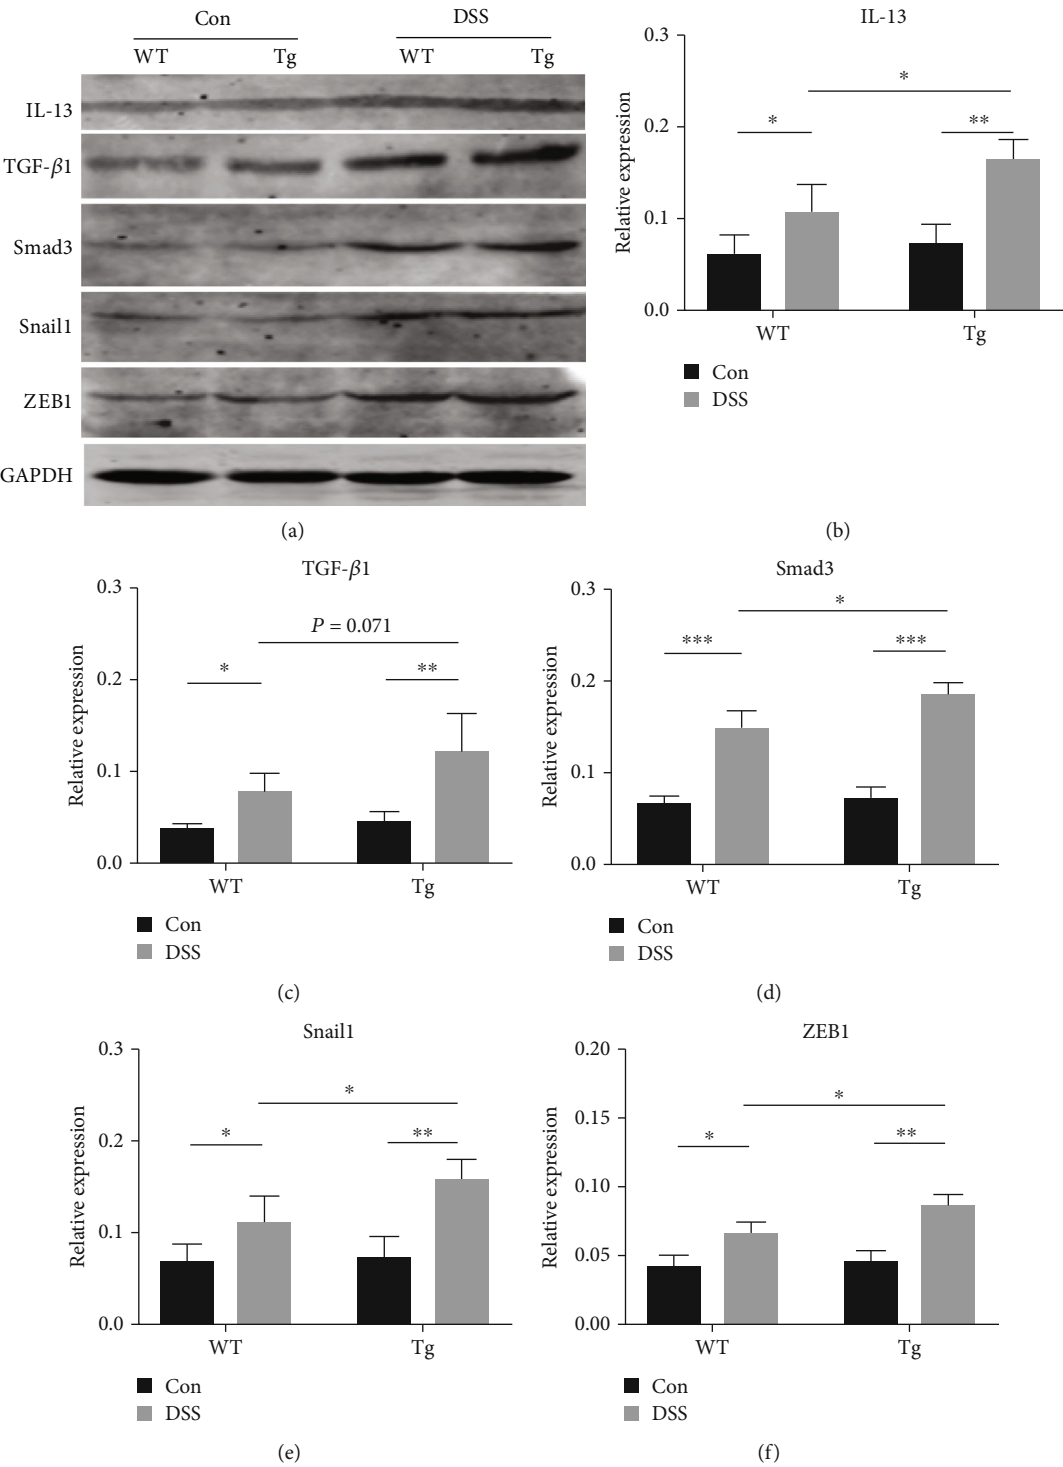 Con DSS
WT Tg WT Tg
IL-13
TGF-β1
Smad3
Snail1
ZEB1
GAPDH
(a)
IL-13
Relative expression
0.3
0.2
0.1
0.0
*
*
**
WT Tg
Con
DSS
(b)
TGF-β1
Relative expression
0.3
0.2
0.1
0.0
P = 0.071
*
**
WT Tg
Con
DSS
(c)
Smad3
Relative expression
0.3
0.2
0.1
0.0
*
***
***
WT Tg
Con
DSS
(d)
Snail1
Relative expression
0.3
0.2
0.1
0.0
*
*
**
WT Tg
Con
DSS
(e)
ZEB1
Relative expression
0.20
0.15
0.10
0.05
0.00
*
*
**
WT Tg
Con
DSS
(f)